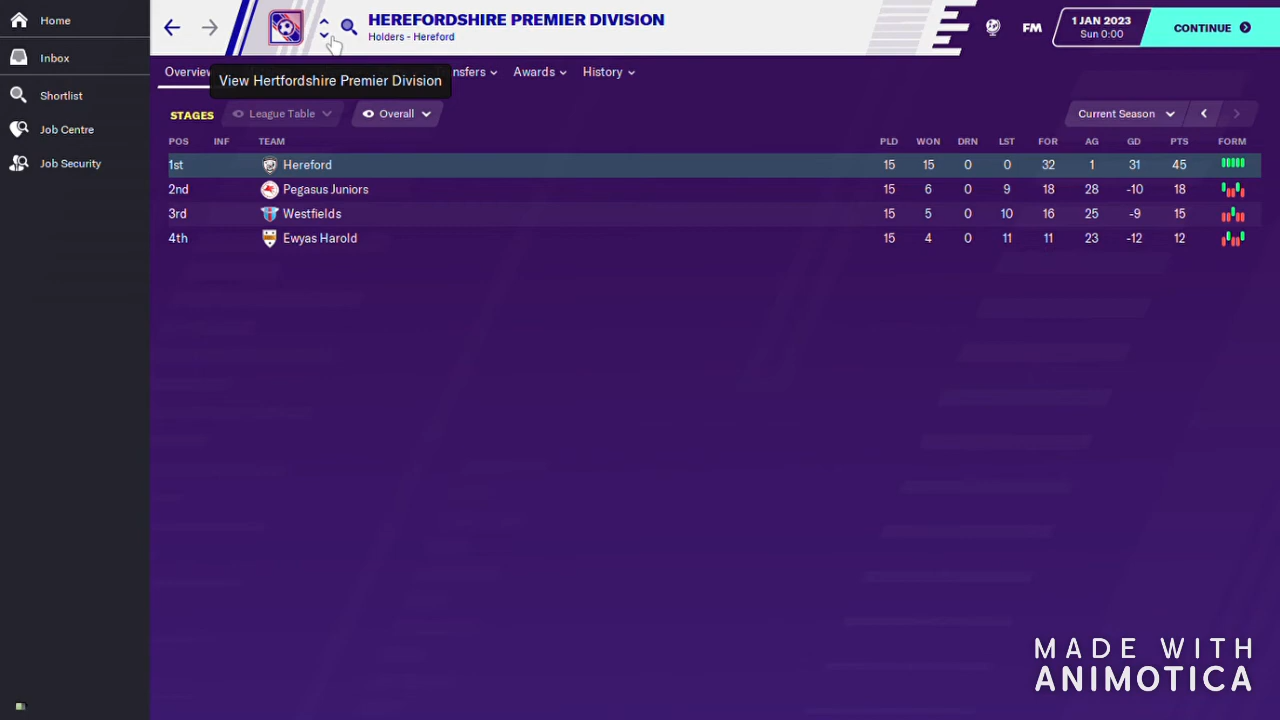 Home
Inbox
Shortlist
Job Centre
Job Security
HEREFORDSHIRE PREMIER DIVISION
Holders - Hereford
FM
1 JAN 2023
Sun 0:00
CONTINUE
View Hertfordshire Premier Division
Awards
History
STAGES
League Table
Overall
Current Season
POS INF TEAM PLD WON DRN LST FOR AG GD PTS FORM
1st Hereford 15 15 0 0 32 1 31 45
2nd Pegasus Juniors 15 6 0 9 18 28 -10 18
3rd Westfields 15 5 0 10 16 25 -9 15
4th Ewyas Harold 15 4 0 11 11 23 -12 12
MADE WITH
ANIMOTICA